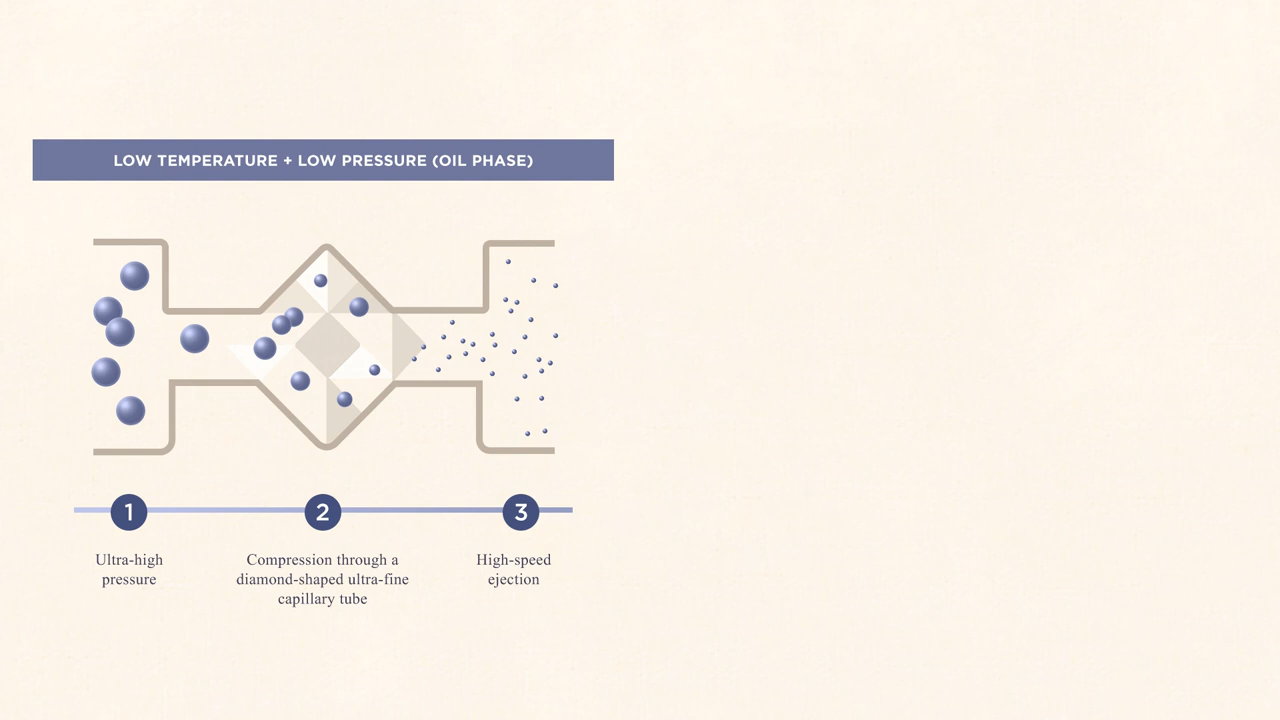 LOW TEMPERATURE + LOW PRESSURE (OIL PHASE)
1
2
3
Ultra-high
pressure
Compression through a
diamond-shaped ultra-fine
capillary tube
High-speed
ejection